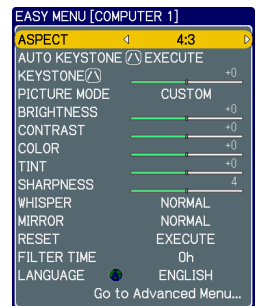 EASY MENU [COMPUTER 1]
ASPECT 4:3
AUTO KEYSTONE EXECUTE
KEYSTONE +0
PICTURE MODE CUSTOM
BRIGHTNESS +0
CONTRAST +0
COLOR +0
TINT +0
SHARPNESS 4
WHISPER NORMAL
MIRROR NORMAL
RESET EXECUTE
FILTER TIME 0h
LANGUAGE ENGLISH
Go to Advanced Menu...